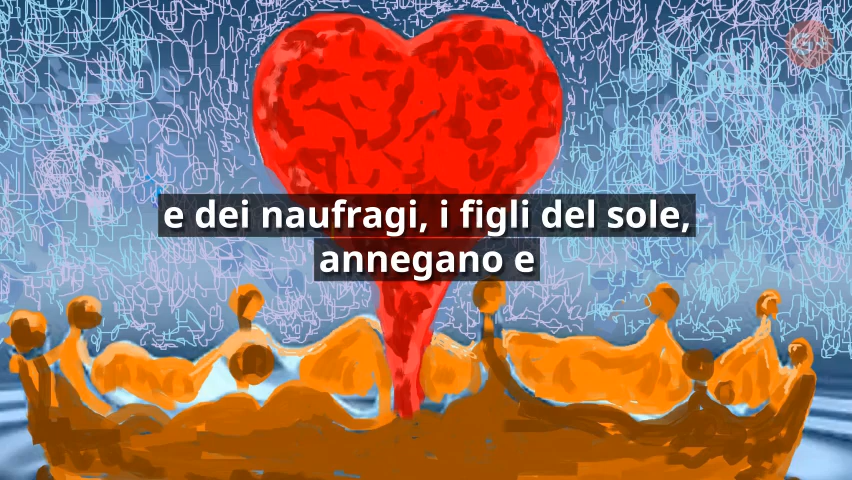 e dei naufragi, i figli del sole,
annegano e